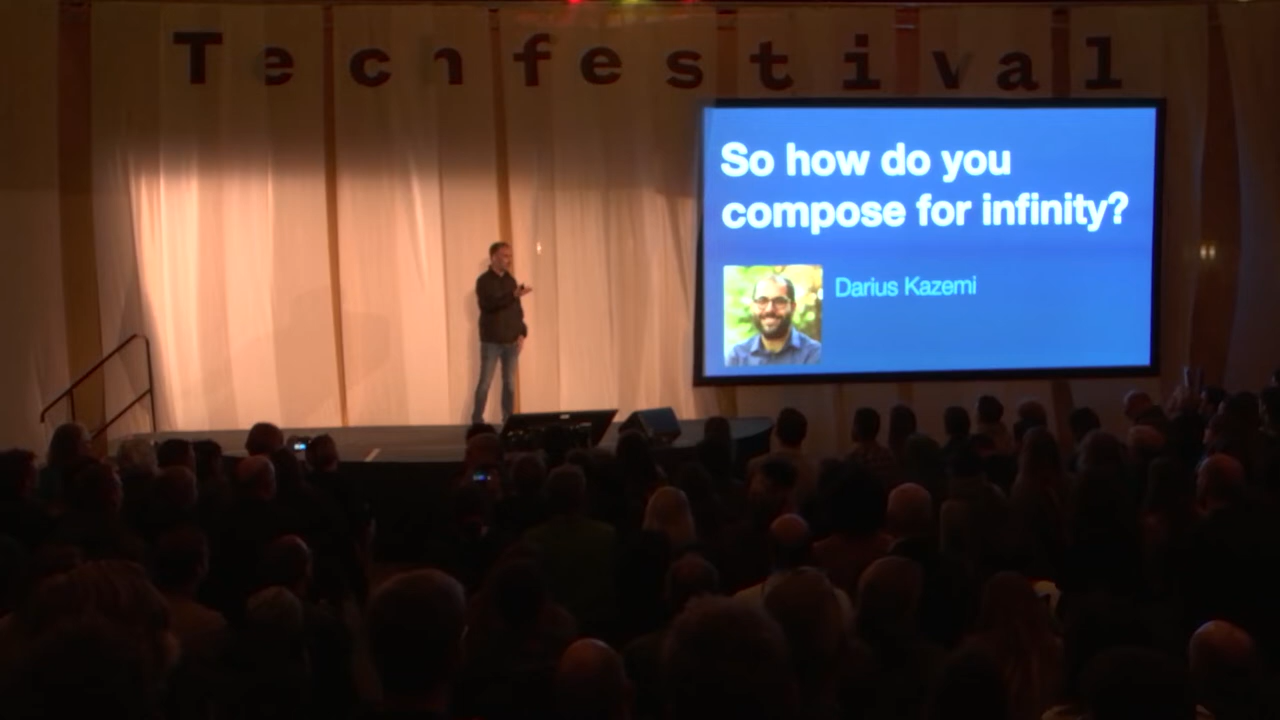 Techfestival
So how do you
compose for infinity?
Darius Kazemi